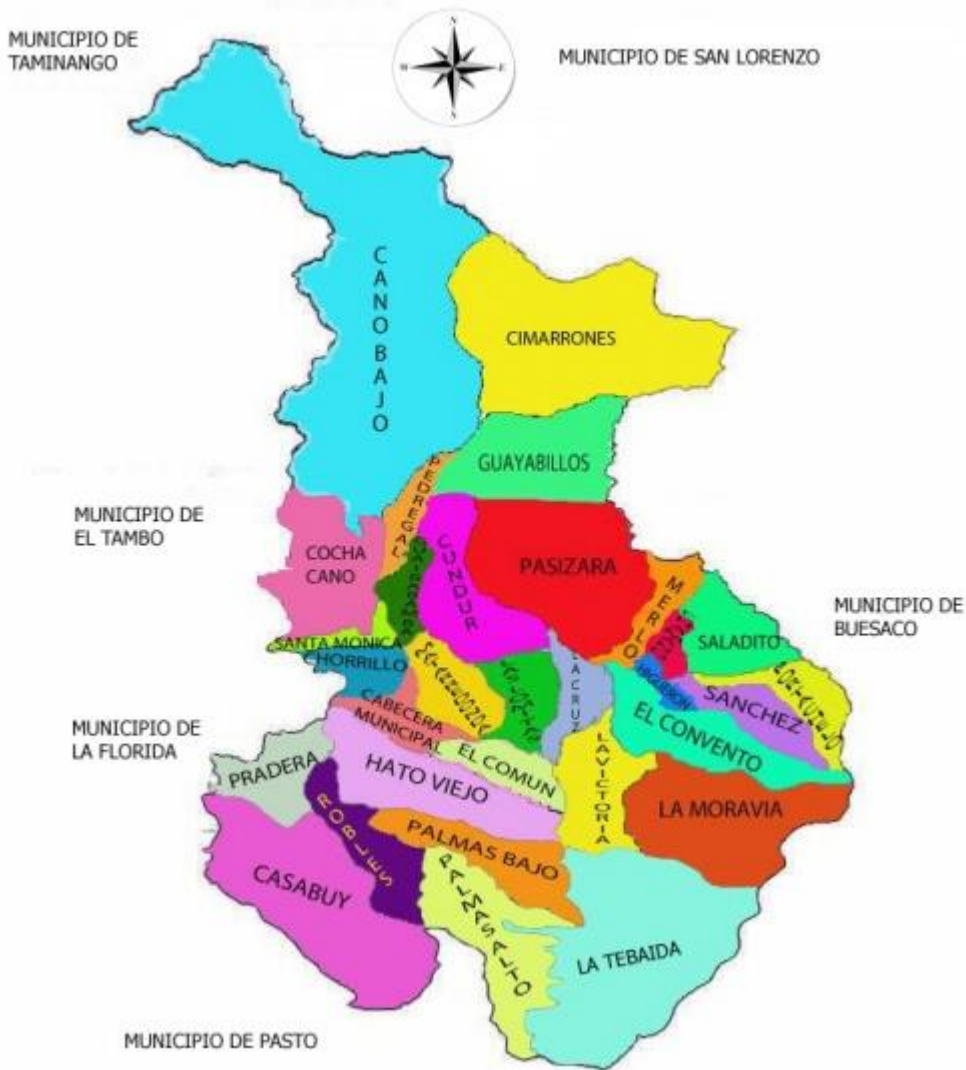 MUNICIPIO DE
TAMINANGO
N
W
E
S
MUNICIPIO DE SAN LORENZO
CANO BAJO
CIMARRONES
GUAYABILLOS
PEDREGAL
MUNICIPIO DE
EL TAMBO
COCHA
CANO
CUNDUR
PASIZARA
MERLO
SALADITO
MUNICIPIO DE
BUESACO
SANTA MONICA
CHORRILLO
LA CRUZ
HIGUERON
SANCHEZ
CABECERA
MUNICIPAL
EL COMUN
EL CONVENTO
MUNICIPIO DE
LA FLORIDA
PRADERA
HATO VIEJO
LA VICTORIA
LA MORAVIA
ROBLES
PALMAS BAJO
CASABUY
PALMAS ALTO
LA TEBAIDA
MUNICIPIO DE PASTO